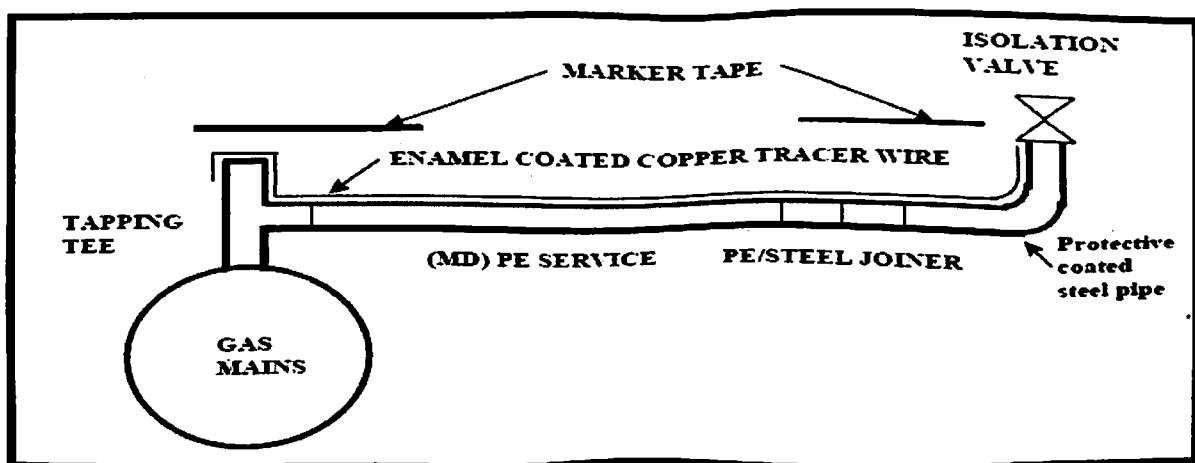 ISOLATION
VALVE
MARKER TAPE
ENAMEL COATED COPPER TRACER WIRE
TAPPING
TEE
(MD) PE SERVICE
PE/STEEL JOINER
Protective
coated
steel pipe
GAS
MAINS